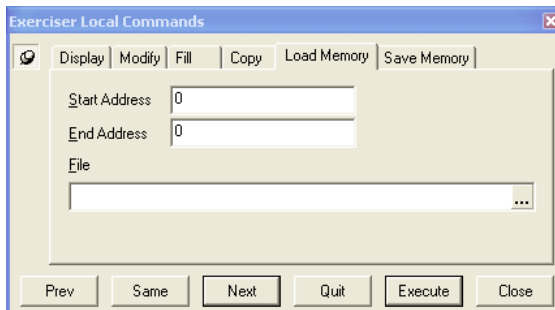 Exerciser Local Commands
Display Modify Fill Copy Load Memory Save Memory
Start Address 0
End Address 0
File
...
Prev Same Next Quit Execute Close